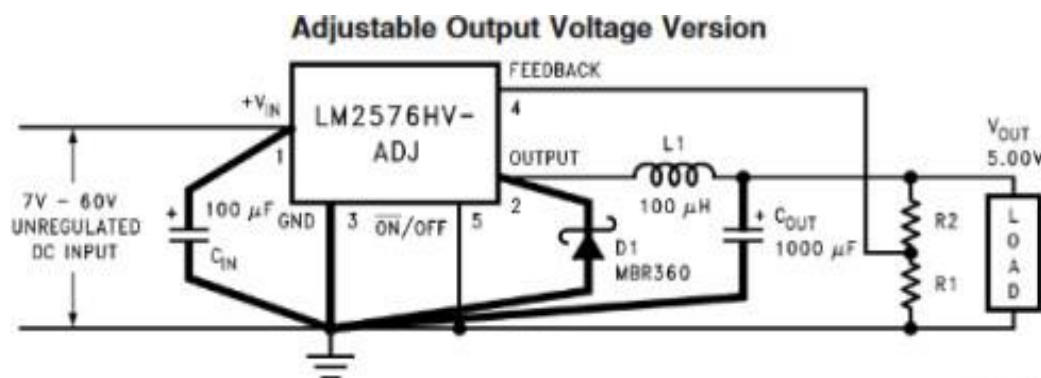 Adjustable Output Voltage Version
FEEDBACK
+VIN
LM2576HV-
ADJ
4
1
OUTPUT
L1
VOUT
5.00V
7V – 60V
UNREGULATED
DC INPUT
+
100 μF
CIN
GND
3
ON/OFF
5
2
100 μH
+ COUT
1000 μF
D1
MBR360
R2
R1
LOAD